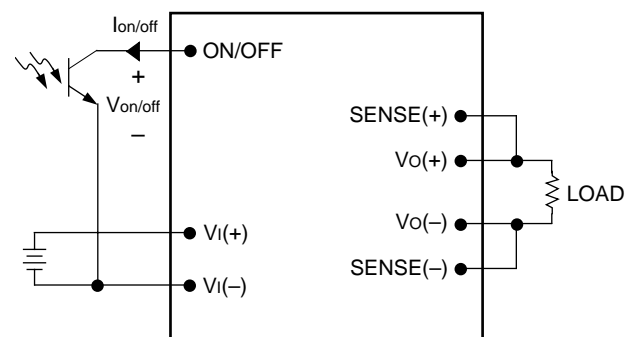 Ion/off
ON/OFF
+
Von/off
–
SENSE(+)
VO(+)
LOAD
VO(–)
VI(+)
SENSE(–)
VI(–)